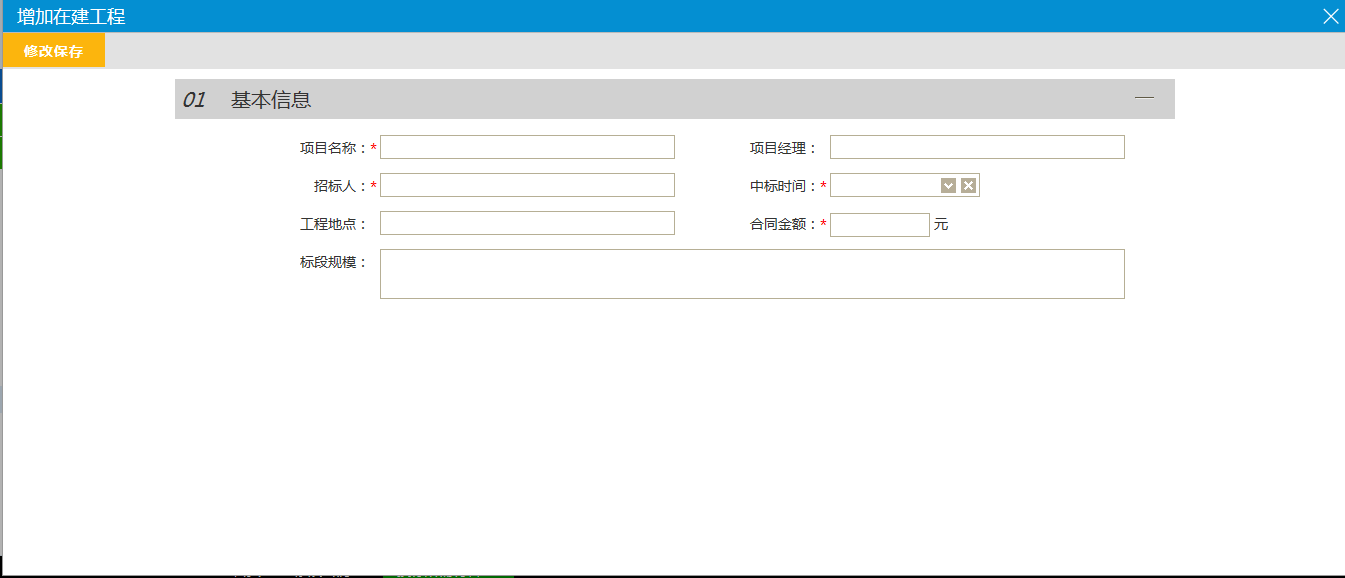 增加在建工程
修改保存
01 基本信息
项目名称：* 项目经理：
招标人：* 中标时间：*
工程地点： 合同金额：* 元
标段规模：